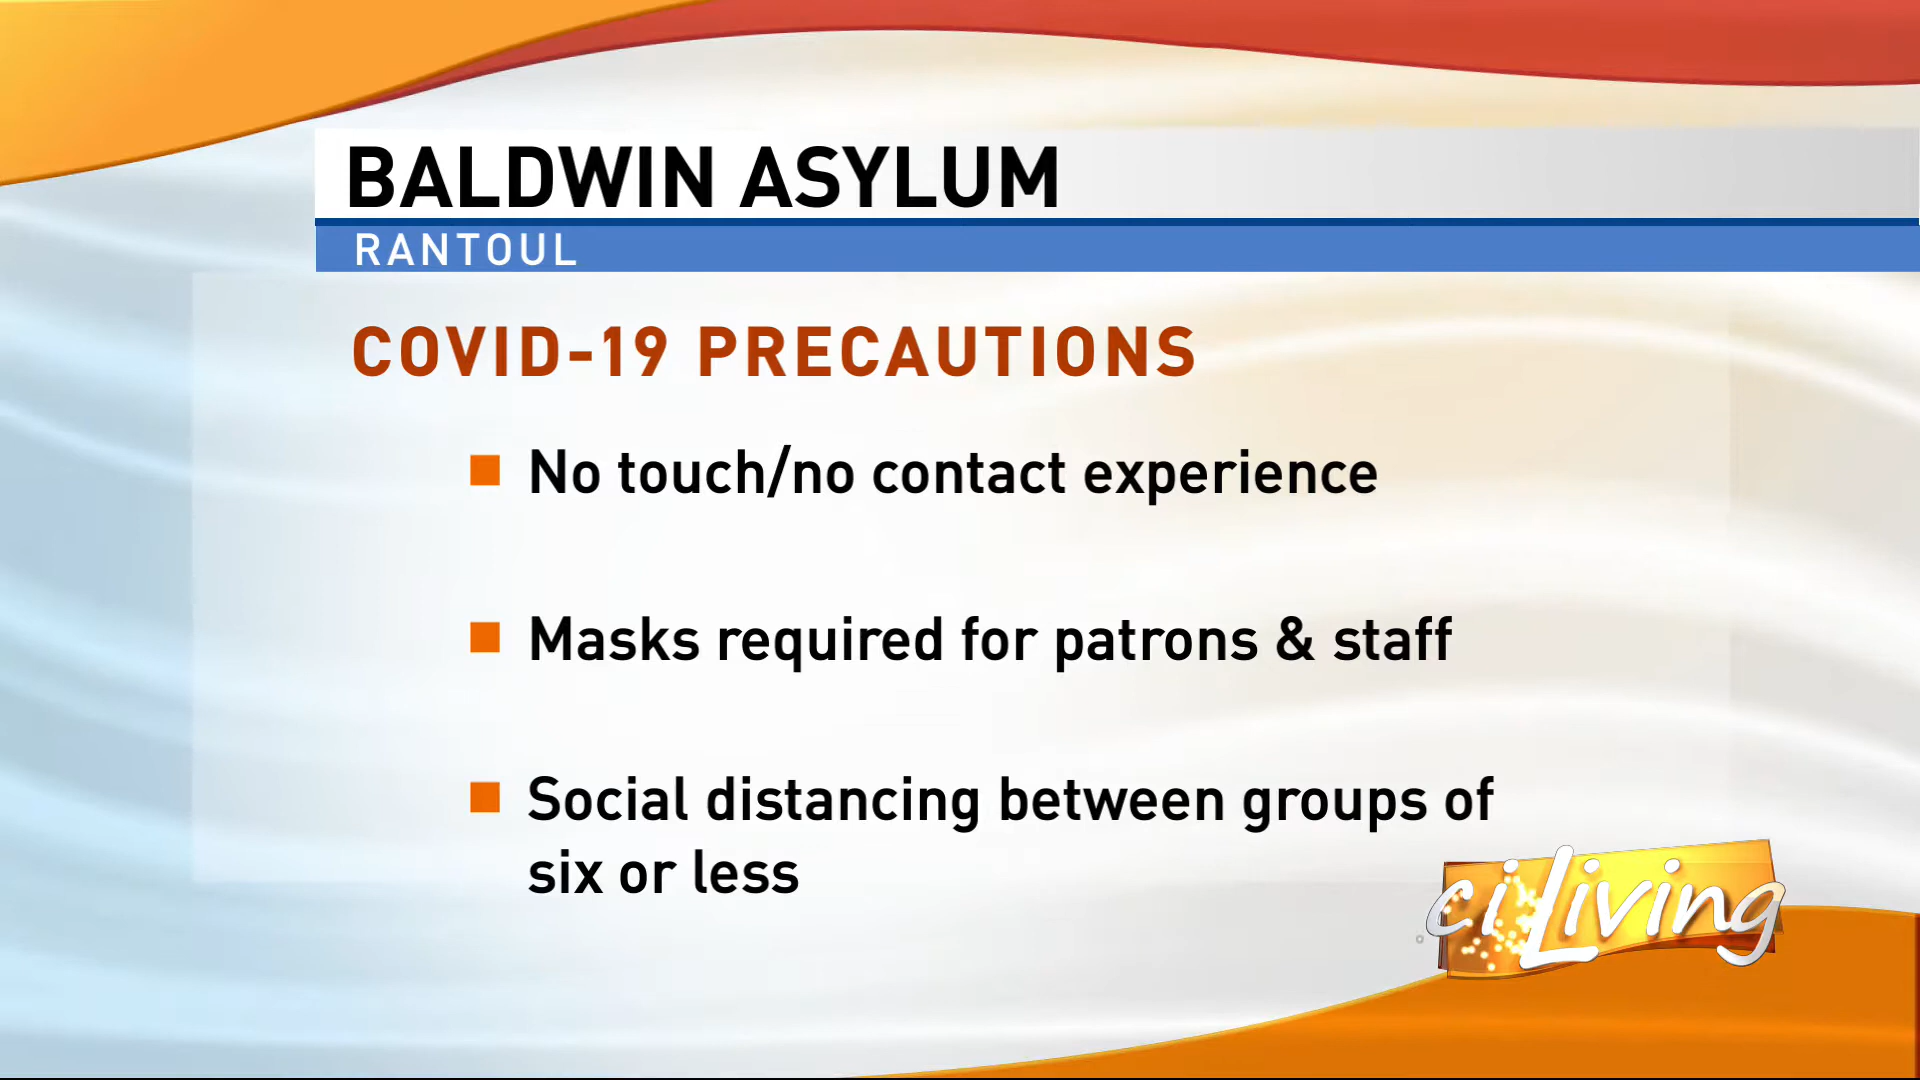 BALDWIN ASYLUM
RANTOUL
COVID-19 PRECAUTIONS
No touch/no contact experience
Masks required for patrons & staff
Social distancing between groups of
six or less
ciLiving